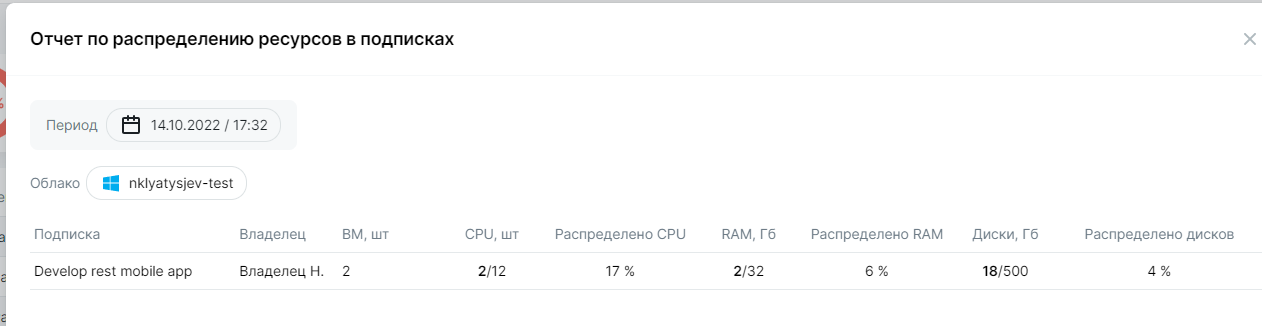 Отчет по распределению ресурсов в подписках
Период 14.10.2022 / 17:32
Облако nklyatysjev-test
Подписка Владелец ВМ, шт CPU, шт Распределено CPU RAM, Гб Распределено RAM Диски, Гб Распределено дисков
Develop rest mobile app Владелец Н. 2 2/12 17 % 2/32 6 % 18/500 4 %